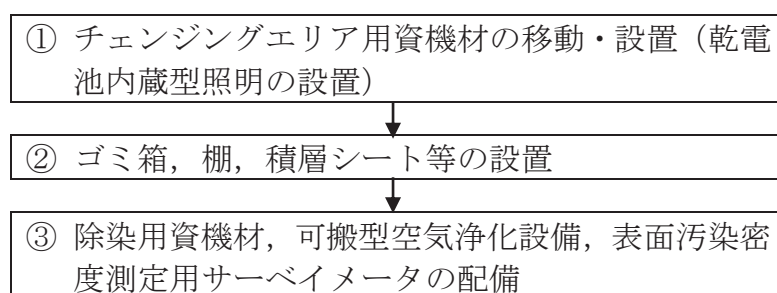 ① チェンジングエリア用資機材の移動・設置（乾電
池内蔵型照明の設置）
② ゴミ箱，棚，積層シート等の設置
③ 除染用資機材，可搬型空気浄化設備，表面汚染密
度測定用サーベイメータの配備